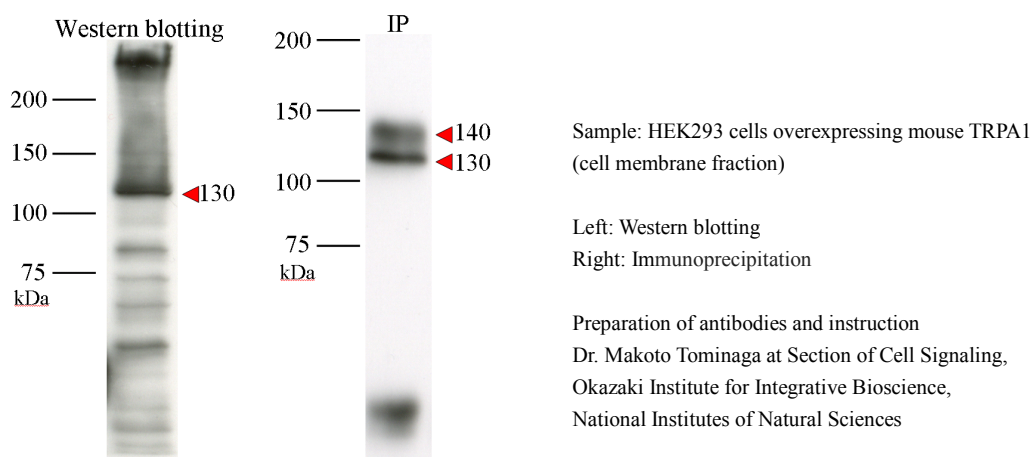 Western blotting
200
150
130
100
75
kDa
IP
200
150
140
130
100
75
kDa
Sample: HEK293 cells overexpressing mouse TRPA1
(cell membrane fraction)
Left: Western blotting
Right: Immunoprecipitation
Preparation of antibodies and instruction
Dr. Makoto Tominaga at Section of Cell Signaling,
Okazaki Institute for Integrative Bioscience,
National Institutes of Natural Sciences